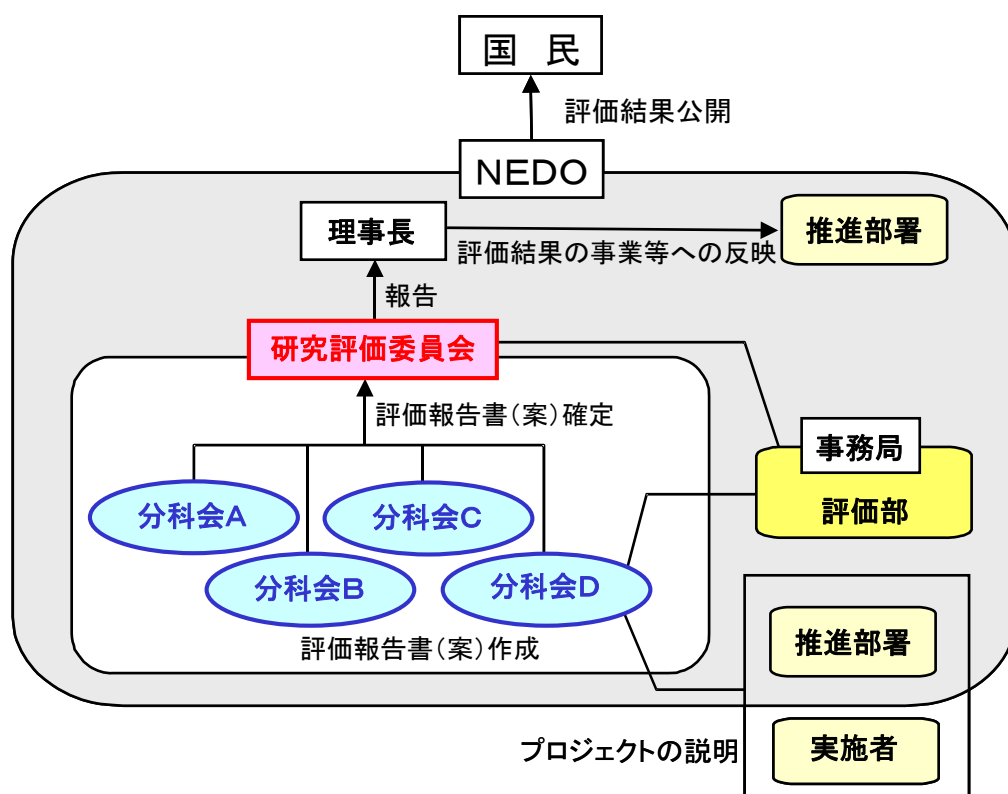 国 民
評価結果公開
NEDO
理事長
推進部署
評価結果の事業等への反映
報告
研究評価委員会
評価報告書(案)確定
事務局
評価部
分科会A
分科会C
分科会B
分科会D
評価報告書(案)作成
推進部署
プロジェクトの説明
実施者